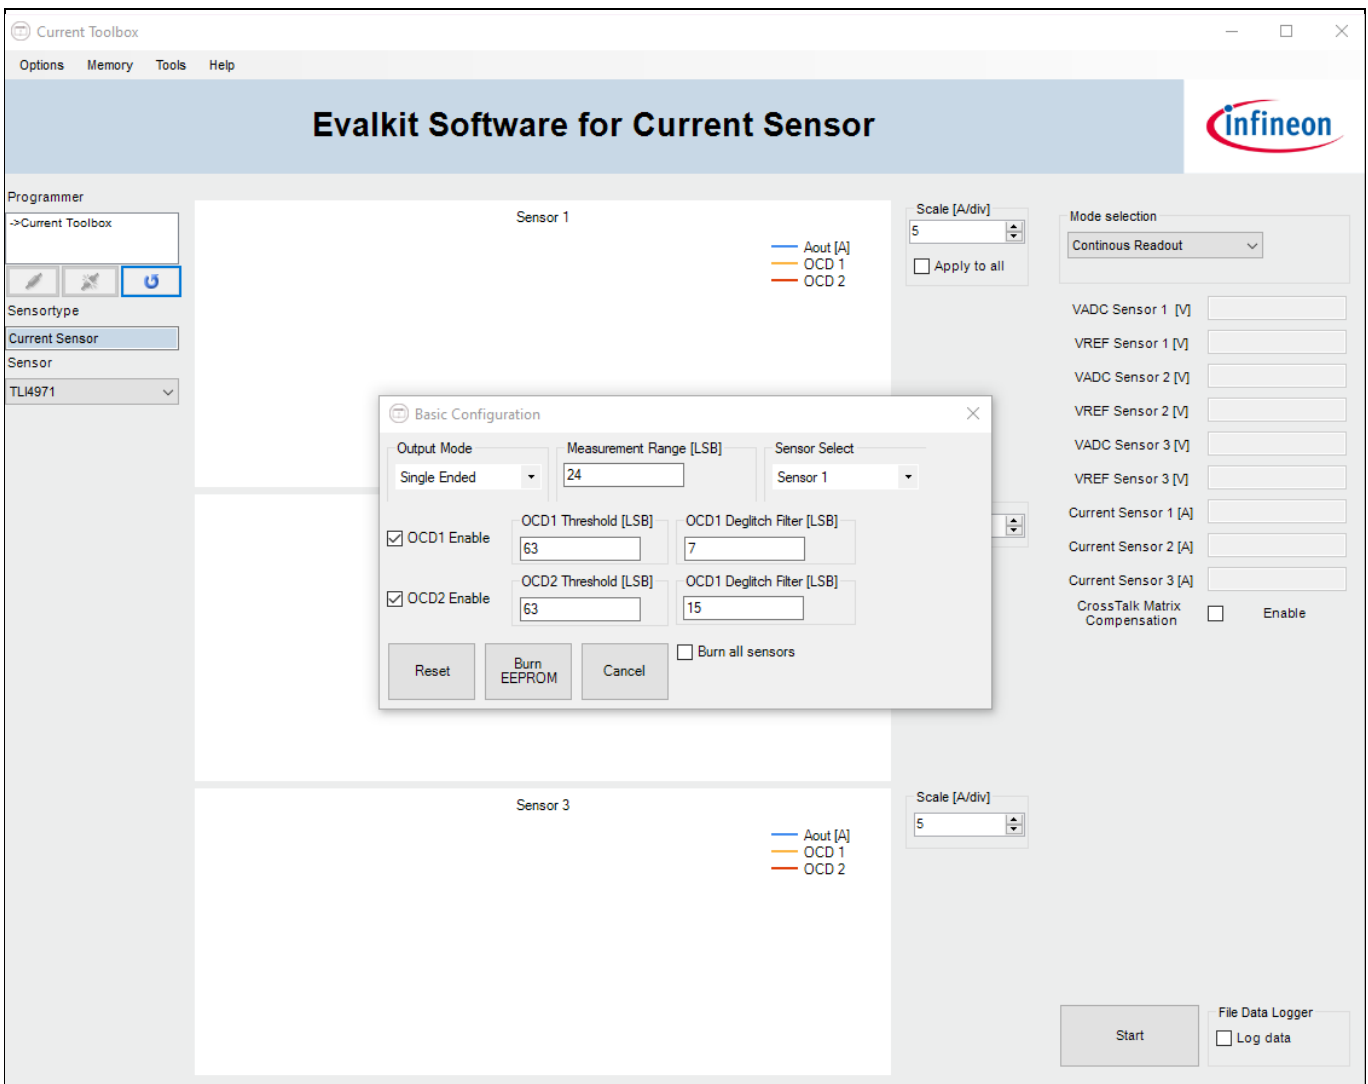 Current Toolbox
Options Memory Tools Help
Evalkit Software for Current Sensor
infineon
Programmer
->Current Toolbox
Sensortype
Current Sensor
Sensor
TLI4971
Sensor 1
Aout [A]
OCD 1
OCD 2
Scale [A/div]
5
Apply to all
Mode selection
Continous Readout
VADC Sensor 1 [V]
VREF Sensor 1 [V]
VADC Sensor 2 [V]
VREF Sensor 2 [V]
VADC Sensor 3 [V]
VREF Sensor 3 [V]
Current Sensor 1 [A]
Current Sensor 2 [A]
Current Sensor 3 [A]
CrossTalk Matrix
Compensation
Enable
Basic Configuration
Output Mode
Single Ended
Measurement Range [LSB]
24
Sensor Select
Sensor 1
OCD1 Enable
OCD1 Threshold [LSB]
63
OCD1 Deglitch Filter [LSB]
7
OCD2 Enable
OCD2 Threshold [LSB]
63
OCD1 Deglitch Filter [LSB]
15
Reset
Burn
EEPROM
Cancel
Burn all sensors
Sensor 3
Aout [A]
OCD 1
OCD 2
Scale [A/div]
5
Start
File Data Logger
Log data